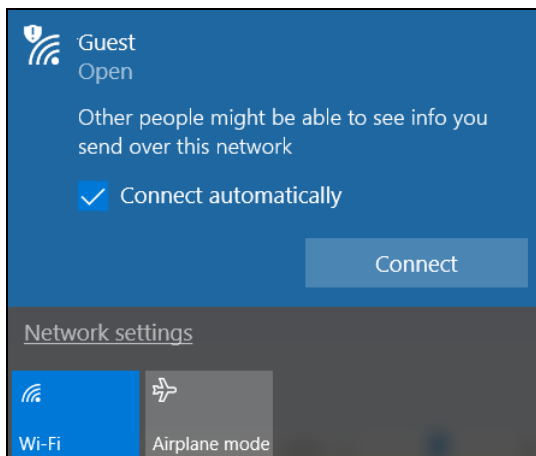 Guest
Open
Other people might be able to see info you
send over this network
Connect automatically
Connect
Network settings
Wi-Fi
Airplane mode